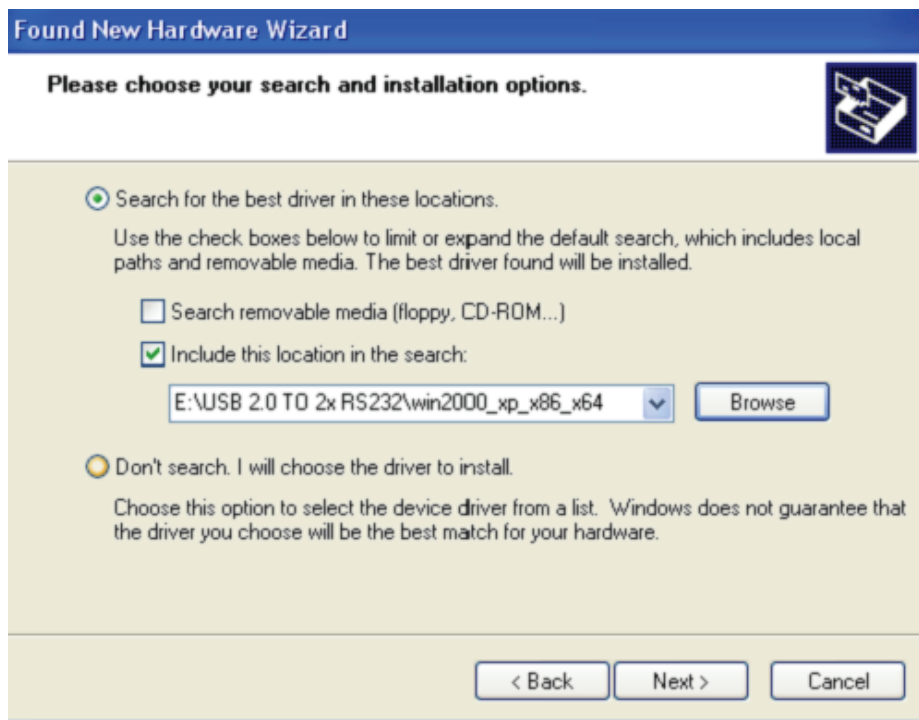 Found New Hardware Wizard
Please choose your search and installation options.
Search for the best driver in these locations.
Use the check boxes below to limit or expand the default search, which includes local
paths and removable media. The best driver found will be installed.
Search removable media (floppy, CD-ROM...)
Include this location in the search:
E:\USB 2.0 TO 2x RS232\win2000_xp_x86_x64
Browse
Don't search. I will choose the driver to install.
Choose this option to select the device driver from a list. Windows does not guarantee that
the driver you choose will be the best match for your hardware.
< Back Next > Cancel